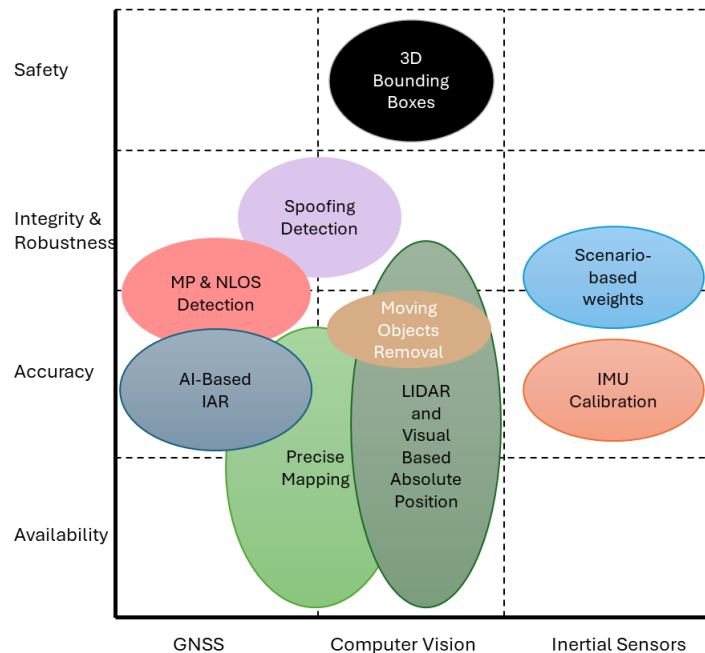 Safety
3D
Bounding
Boxes
Integrity &
Robustness
Spoofing
Detection
MP & NLOS
Detection
Scenario-
based
weights
Moving
Objects
Removal
Accuracy
AI-Based
IAR
LIDAR
and
Visual
Based
Absolute
Position
IMU
Calibration
Precise
Mapping
Availability
GNSS
Computer Vision
Inertial Sensors